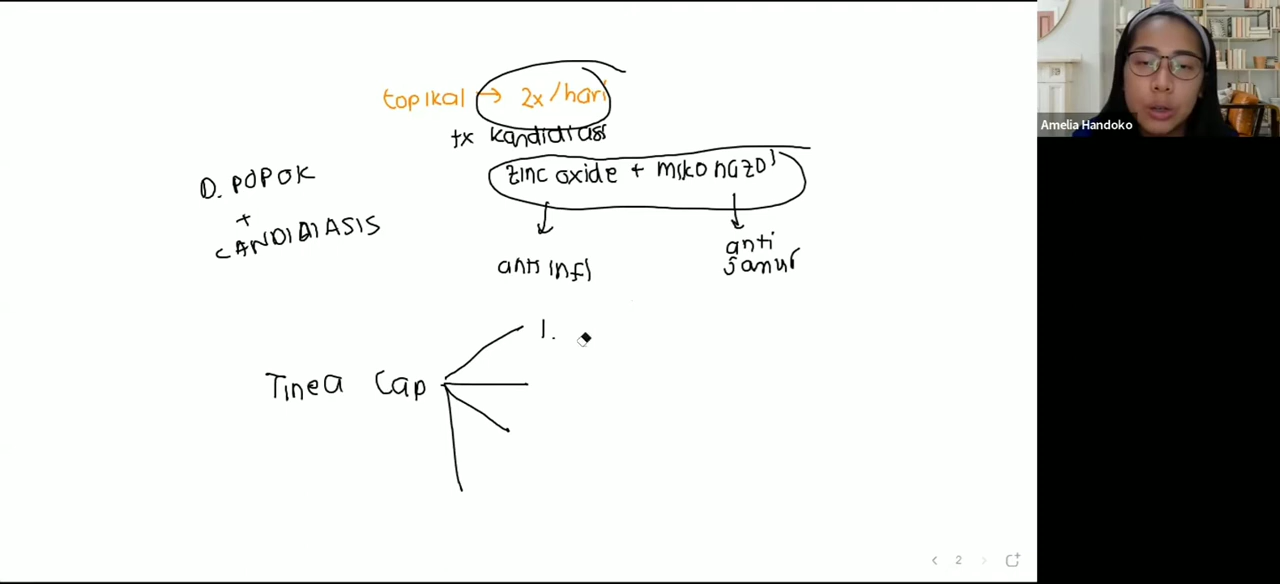 topikal → 2x/hari
tx kandidiasis
zinc oxide + mikonazol
D. POPOK
+
CANDIDIASIS
anti infl
anti
jamur
Tinea Cap
1.
Amelia Handoko
2